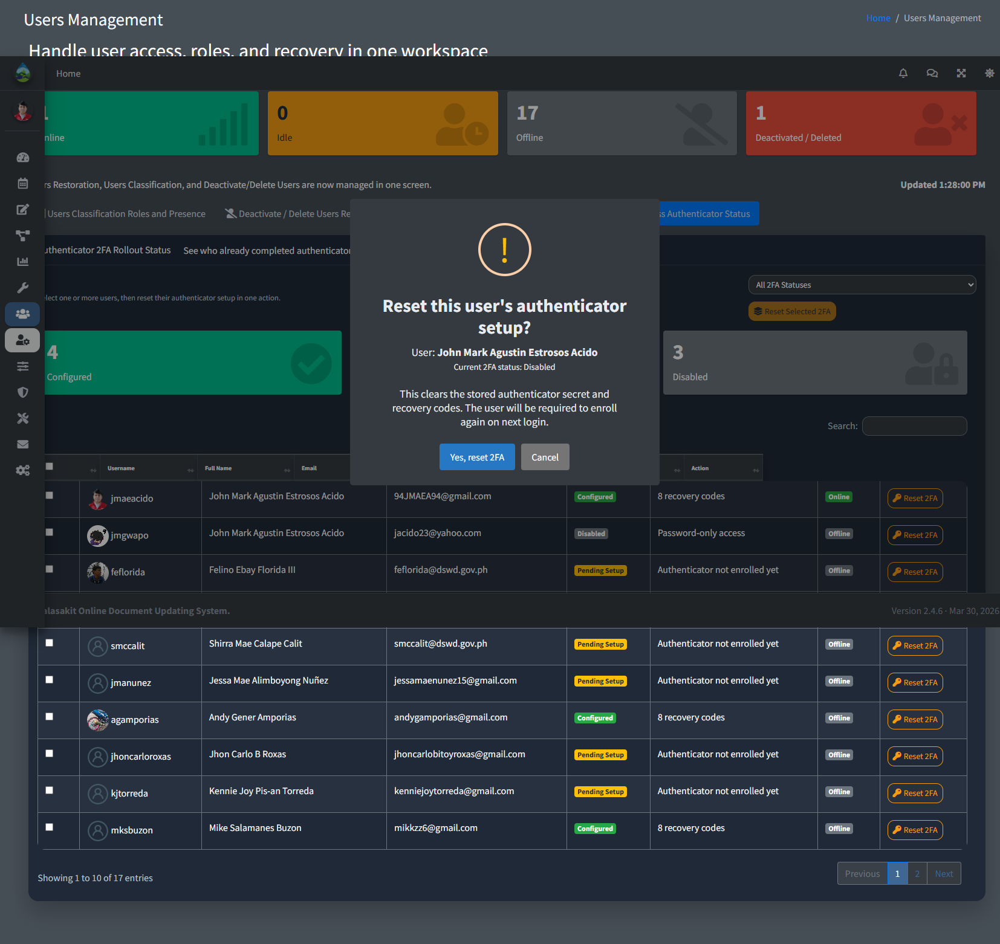 Users Management
Home / Users Management
Handle user access, roles, and recovery in one workspace
Home
0
Idle
17
Offline
1
Deactivated / Deleted
Restoration, Users Classification, and Deactivate/Delete Users are now managed in one screen.
Updated 1:28:00 PM
Users Classification Roles and Presence
Deactivate / Delete Users
Authenticator Status
2FA Rollout Status
See who already completed
All 2FA Statuses
one or more users, then reset their authenticator setup in one action.
Reset Selected 2FA
4
Configured
3
Disabled
!
Reset this user's authenticator
setup?
User: John Mark Agustin Estrosos Acido
Current 2FA status: Disabled
This clears the stored authenticator secret and
recovery codes. The user will be required to enroll
again on next login.
Yes, reset 2FA
Cancel
Search:
Username Full Name Email Action
jmaeacido John Mark Agustin Estrosos Acido 94JMAEA94@gmail.com Configured 8 recovery codes Online Reset 2FA
jmgwapo John Mark Agustin Estrosos Acido jacido23@yahoo.com Disabled Password-only access Offline Reset 2FA
feflorida Felino Ebay Florida III feflorida@dswd.gov.ph Pending Setup Authenticator not enrolled yet Offline Reset 2FA
Online Document Updating System.
Version 2.4.6 · Mar 30, 2026
smccalit Shirra Mae Calape Calit smccalit@dswd.gov.ph Pending Setup Authenticator not enrolled yet Offline Reset 2FA
jmanunez Jessa Mae Alimboyong Nuñez jessamaenunez15@gmail.com Pending Setup Authenticator not enrolled yet Offline Reset 2FA
agamporias Andy Gener Amporias andygamporias@gmail.com Configured 8 recovery codes Offline Reset 2FA
jhoncarloroxas Jhon Carlo B Roxas jhoncarlobitoyroxas@gmail.com Pending Setup Authenticator not enrolled yet Offline Reset 2FA
kjtorreda Kennie Joy Pis-an Torreda kenniejoytorreda@gmail.com Pending Setup Authenticator not enrolled yet Offline Reset 2FA
mksbuzon Mike Salamanes Buzon mikkzz6@gmail.com Configured 8 recovery codes Offline Reset 2FA
Showing 1 to 10 of 17 entries
Previous 1 2 Next